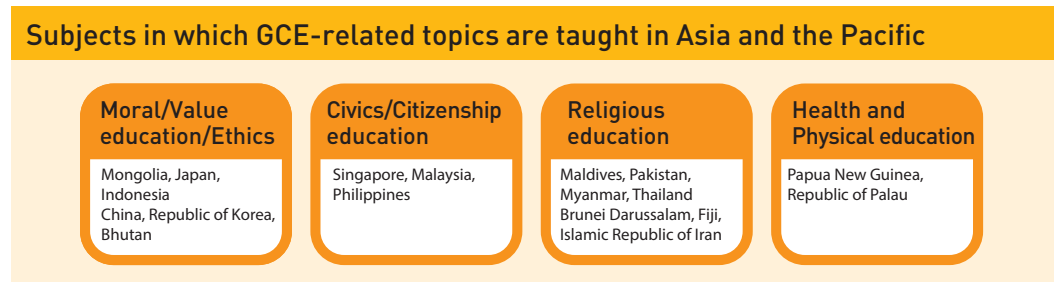 Subjects in which GCE-related topics are taught in Asia and the Pacific
Moral/Value
education/Ethics
Mongolia, Japan,
Indonesia
China, Republic of Korea,
Bhutan
Civics/Citizenship
education
Singapore, Malaysia,
Philippines
Religious
education
Maldives, Pakistan,
Myanmar, Thailand
Brunei Darussalam, Fiji,
Islamic Republic of Iran
Health and
Physical education
Papua New Guinea,
Republic of Palau